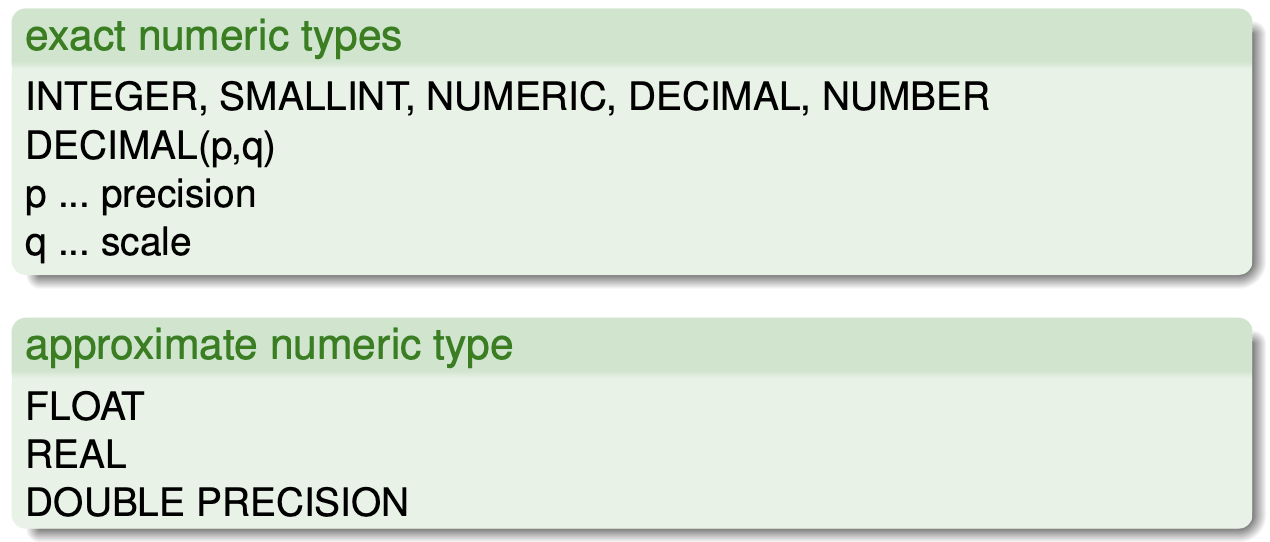 exact numeric types
INTEGER, SMALLINT, NUMERIC, DECIMAL, NUMBER
DECIMAL(p,q)
p ... precision
q ... scale
approximate numeric type
FLOAT
REAL
DOUBLE PRECISION